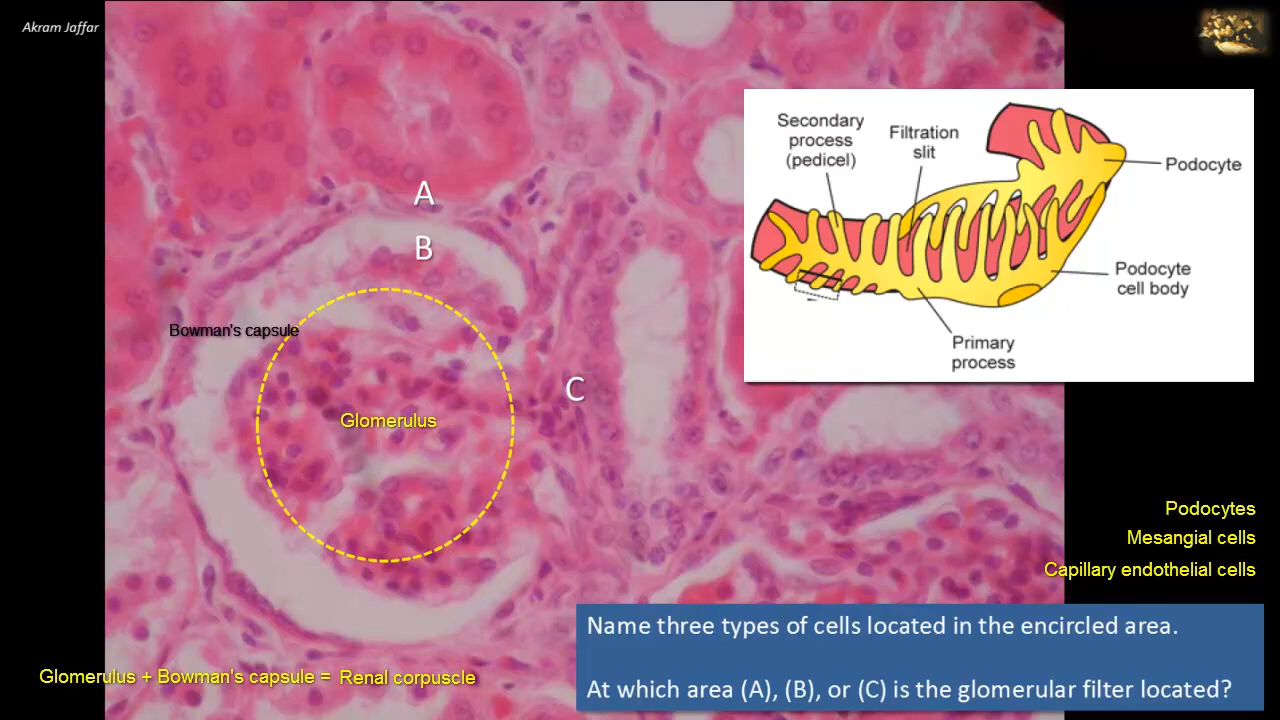 Akram Jaffar
A
B
Bowman's capsule
Glomerulus
C
Secondary
process
(pedicel)
Filtration
slit
Podocyte
Podocyte
cell body
Primary
process
Podocytes
Mesangial cells
Capillary endothelial cells
Name three types of cells located in the encircled area.
At which area (A), (B), or (C) is the glomerular filter located?
Glomerulus + Bowman's capsule = Renal corpuscle